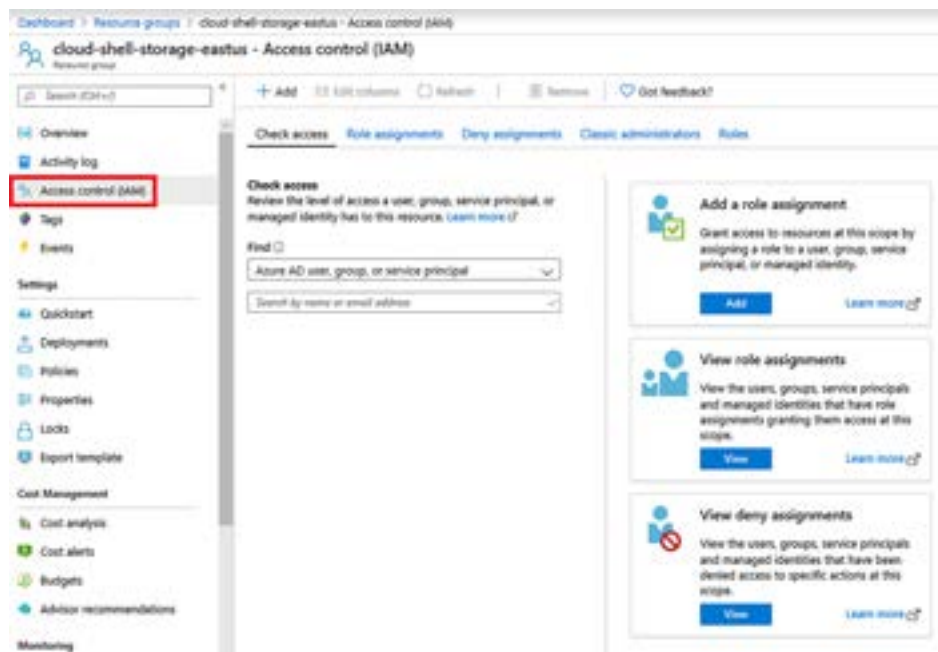 Dashboard > Resource groups > cloud-shell-storage-eastus - Access control (IAM)
cloud-shell-storage-eastus - Access control (IAM)
Resource group
Search (Ctrl+/)
Overview
Activity log
Access control (IAM)
Tags
Events
Settings
Quickstart
Deployments
Policies
Properties
Locks
Export template
Cost Management
Cost analysis
Cost alerts
Budgets
Advisor recommendations
Monitoring
+ Add Edit columns Refresh | Remove | Got feedback?
Check access Role assignments Deny assignments Classic administrators Roles
Check access
Review the level of access a user, group, service principal, or
managed identity has to this resource. Learn more
Find
Azure AD user, group, or service principal
Search by name or email address
Add a role assignment
Grant access to resources at this scope by
assigning a role to a user, group, service
principal, or managed identity.
Add Learn more
View role assignments
View the users, groups, service principals
and managed identities that have role
assignments granting them access at this
scope.
View Learn more
View deny assignments
View the users, groups, service principals
and managed identities that have been
denied access to specific actions at this
scope.
View Learn more